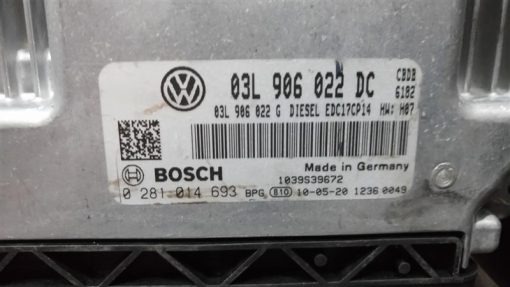 03L 906 022 DC CBDB
6182
03L 906 022 G DIESEL EDC17CP14 HW: H07
BOSCH
Made in Germany
1039S39672
0 281 014 693 BPG 810 10-05-20 1236 0049